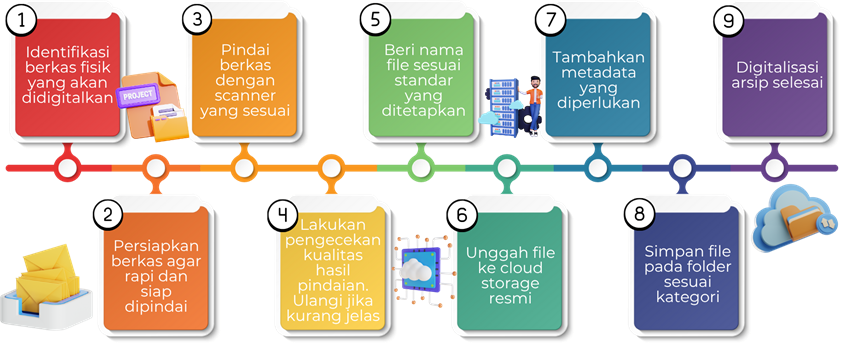 1
Identifikasi
berkas fisik
yang akan
didigitalkan
PROJECT
2
Persiapkan
berkas agar
rapi dan
siap
dipindai
3
Pindai
berkas
dengan
scanner
yang sesuai
4
Lakukan
pengecekan
kualitas
hasil
pindaian.
Ulangi jika
kurang jelas
5
Beri nama
file sesuai
standar
yang
ditetapkan
6
Unggah file
ke cloud
storage
resmi
7
Tambahkan
metadata
yang
diperlukan
8
Simpan file
pada folder
sesuai
kategori
9
Digitalisasi
arsip selesai